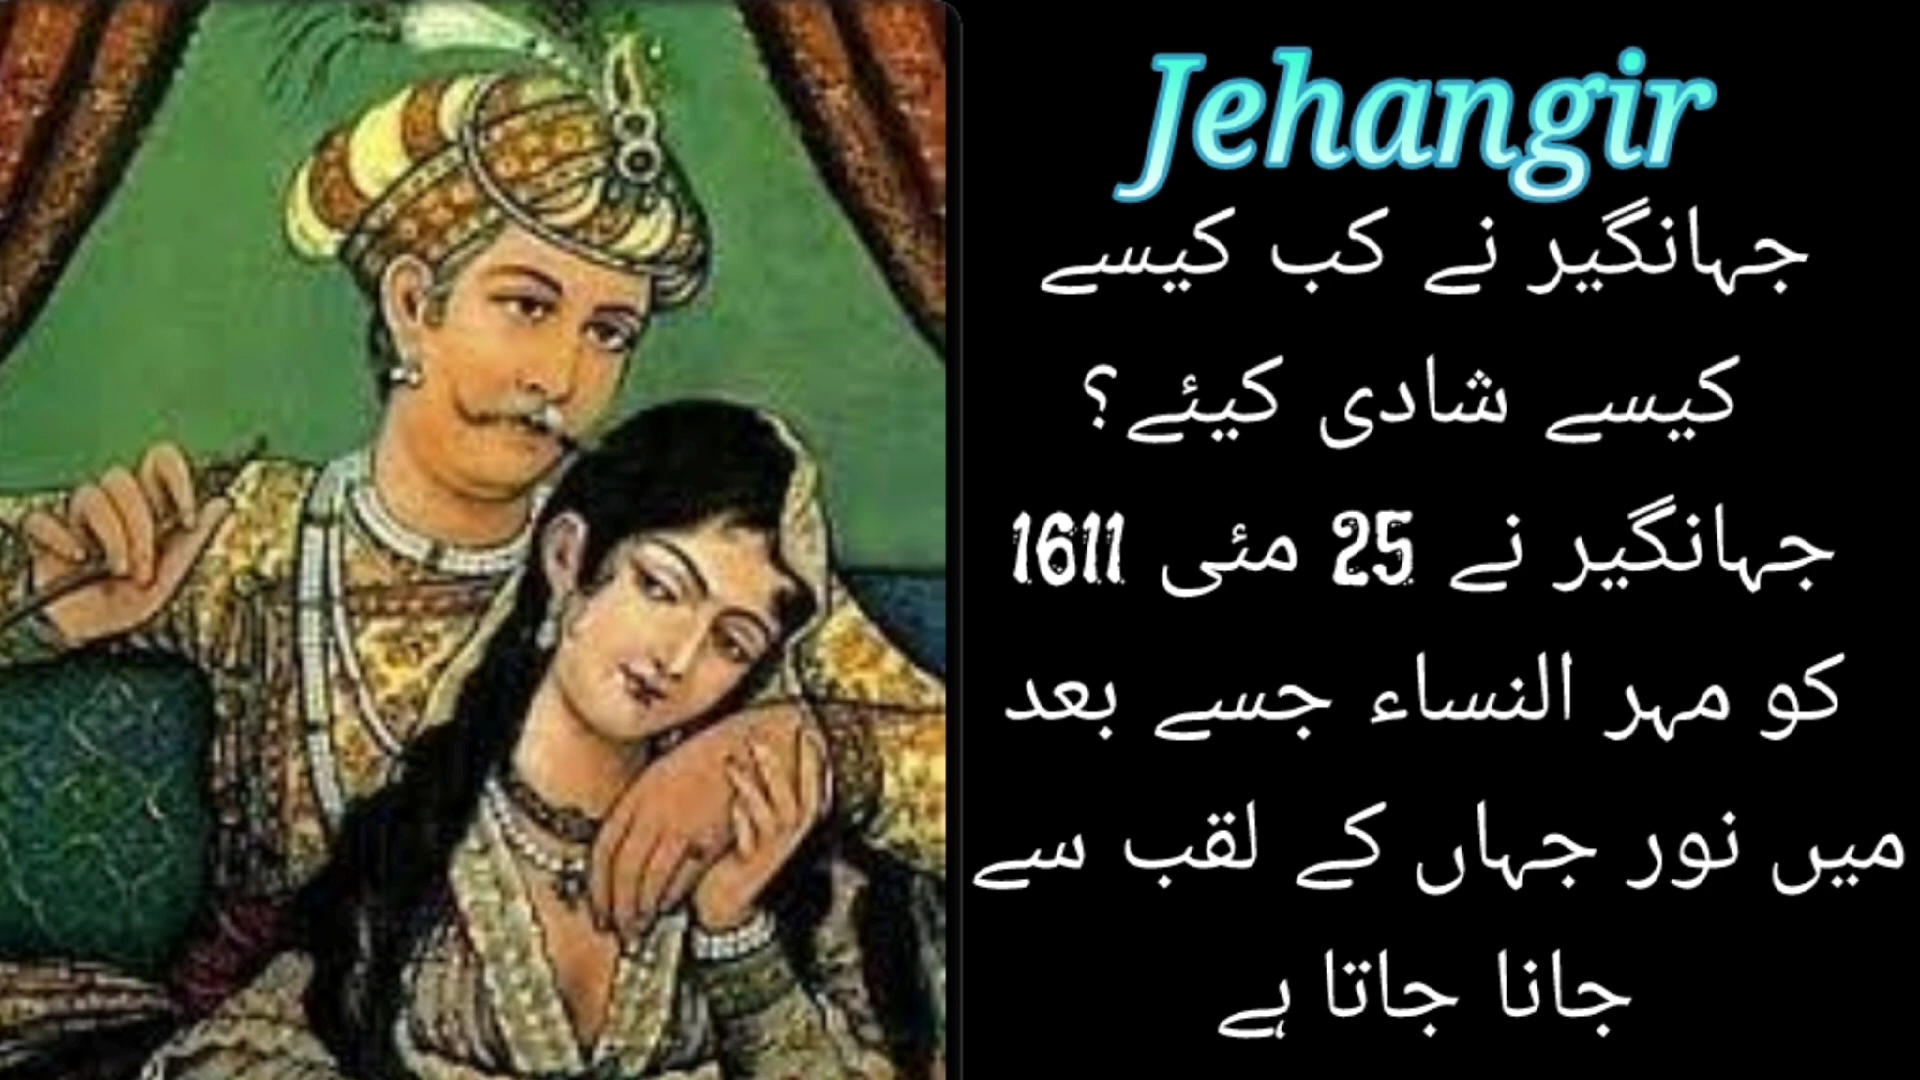 Jehangir
جہانگیر نے کب کیسے
کیسے شادی کیئے؟
جہانگیر نے 25 مئی 1611
کو مہر النساء جسے بعد
میں نور جہاں کے لقب سے
جانا جاتا ہے